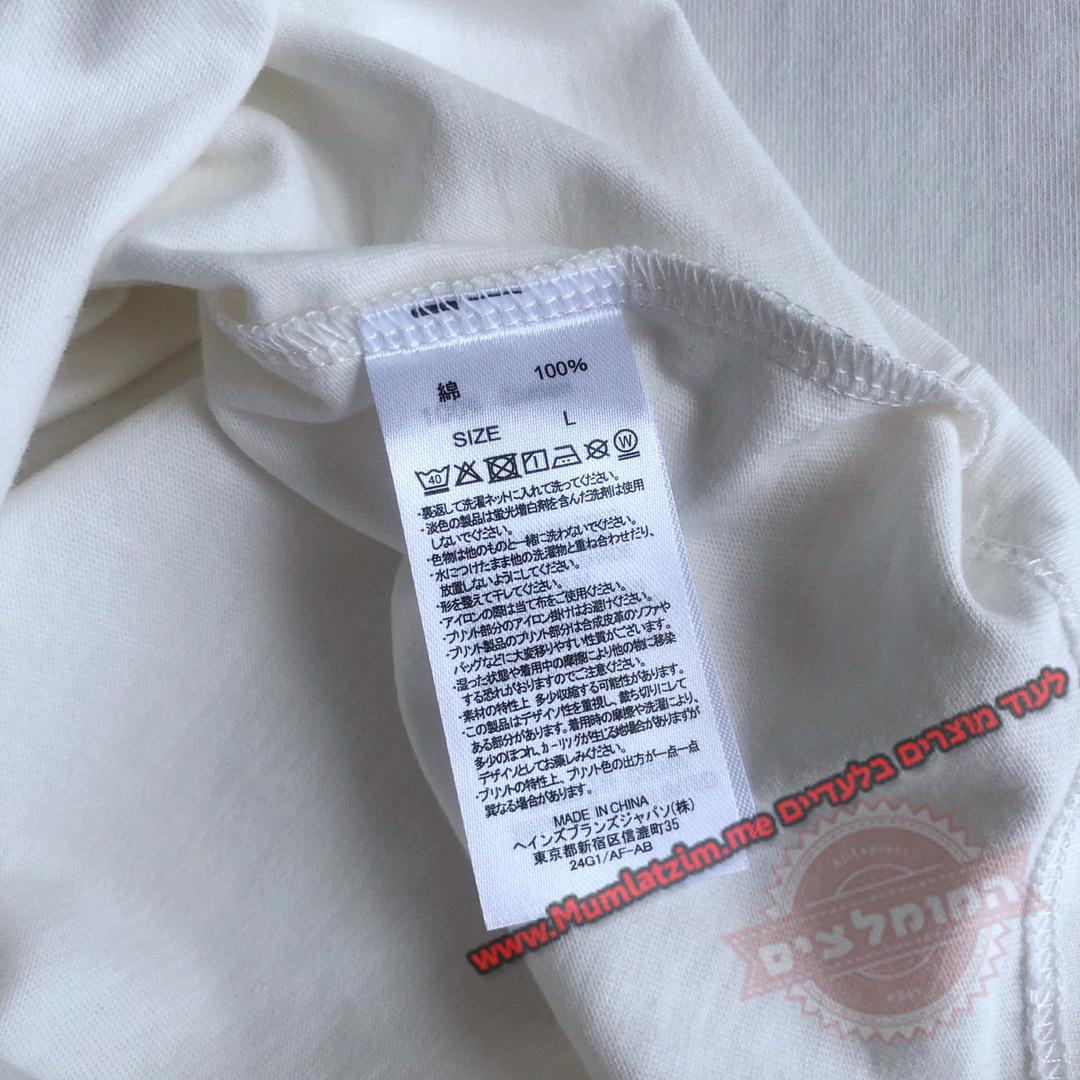 綿 100%
SIZE L
40 W
・裏返して洗濯ネットに入れて洗ってください。
・淡色の製品は蛍光増白剤を含んだ洗剤は使用
しないでください。
・色物は他のものと一緒に洗わないでください。
・水につけたまま他の洗濯物と重ね合わせだり、
放置しないようにしてください。
・形を整えて干してください。
・アイロンの際は当て布をご使用ください。
・プリント部分のアイロン掛けはお避けください。
・プリント製品のプリント部分は合成皮革のソファや
バッグなどに大変移りやすい性質がございます。
・湿った状態や着用中の摩擦により他の物に移染
する恐れがありますのでご注意ください。
・素材の特性上、多少収縮する可能性があります。
・この製品はデザイン性を重視し、裁ち切りにして
ある部分があります。着用時の摩擦や洗濯により、
多少のほつれ、カーリングが生じる場合がありますが
デザインとしてお楽しみください。
・プリントの特性上、プリント色の出方が一点一点
異なる場合があります。
MADE IN CHINA
ヘインズブランズジャパン(株)
東京都新宿区信濃町35
24G1/AF-AB
לעוד מוצרים בלעדיים www.Mumlatzim.me
AliExpress
המומלצים